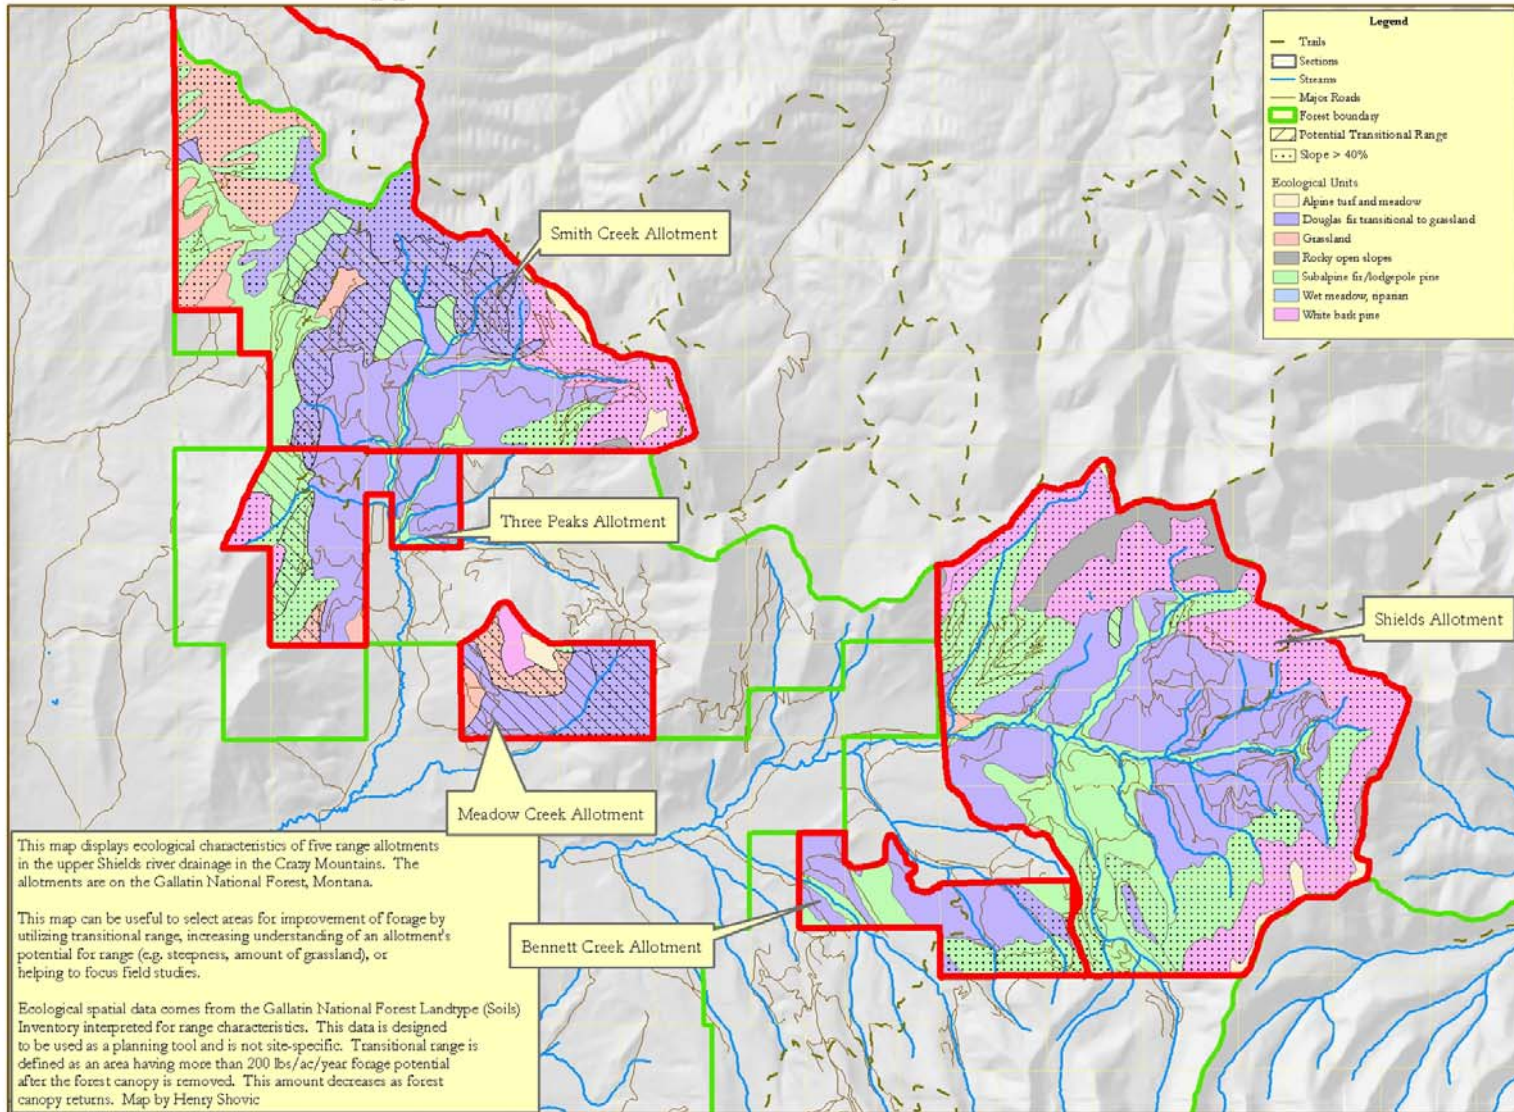 Legend
Trails
Sections
Streams
Major Roads
Forest boundary
Potential Transitional Range
Slope > 40%
Ecological Units
Alpine turf and meadow
Douglas fir transitional to grassland
Grassland
Rocky open slopes
Subalpine fir/lodgepole pine
Wet meadow, riparian
White bark pine
Smith Creek Allotment
Three Peaks Allotment
Shields Allotment
Meadow Creek Allotment
Bennett Creek Allotment
This map displays ecological characteristics of five range allotments
in the upper Shields river drainage in the Crazy Mountains. The
allotments are on the Gallatin National Forest, Montana.
This map can be useful to select areas for improvement of forage by
utilizing transitional range, increasing understanding of an allotment's
potential for range (e.g. steepness, amount of grassland), or
helping to focus field studies.
Ecological spatial data comes from the Gallatin National Forest Landtype (Soils)
Inventory interpreted for range characteristics. This data is designed
to be used as a planning tool and is not site-specific. Transitional range is
defined as an area having more than 200 lbs/ac/year forage potential
after the forest canopy is removed. This amount decreases as forest
canopy returns. Map by Henry Shovic